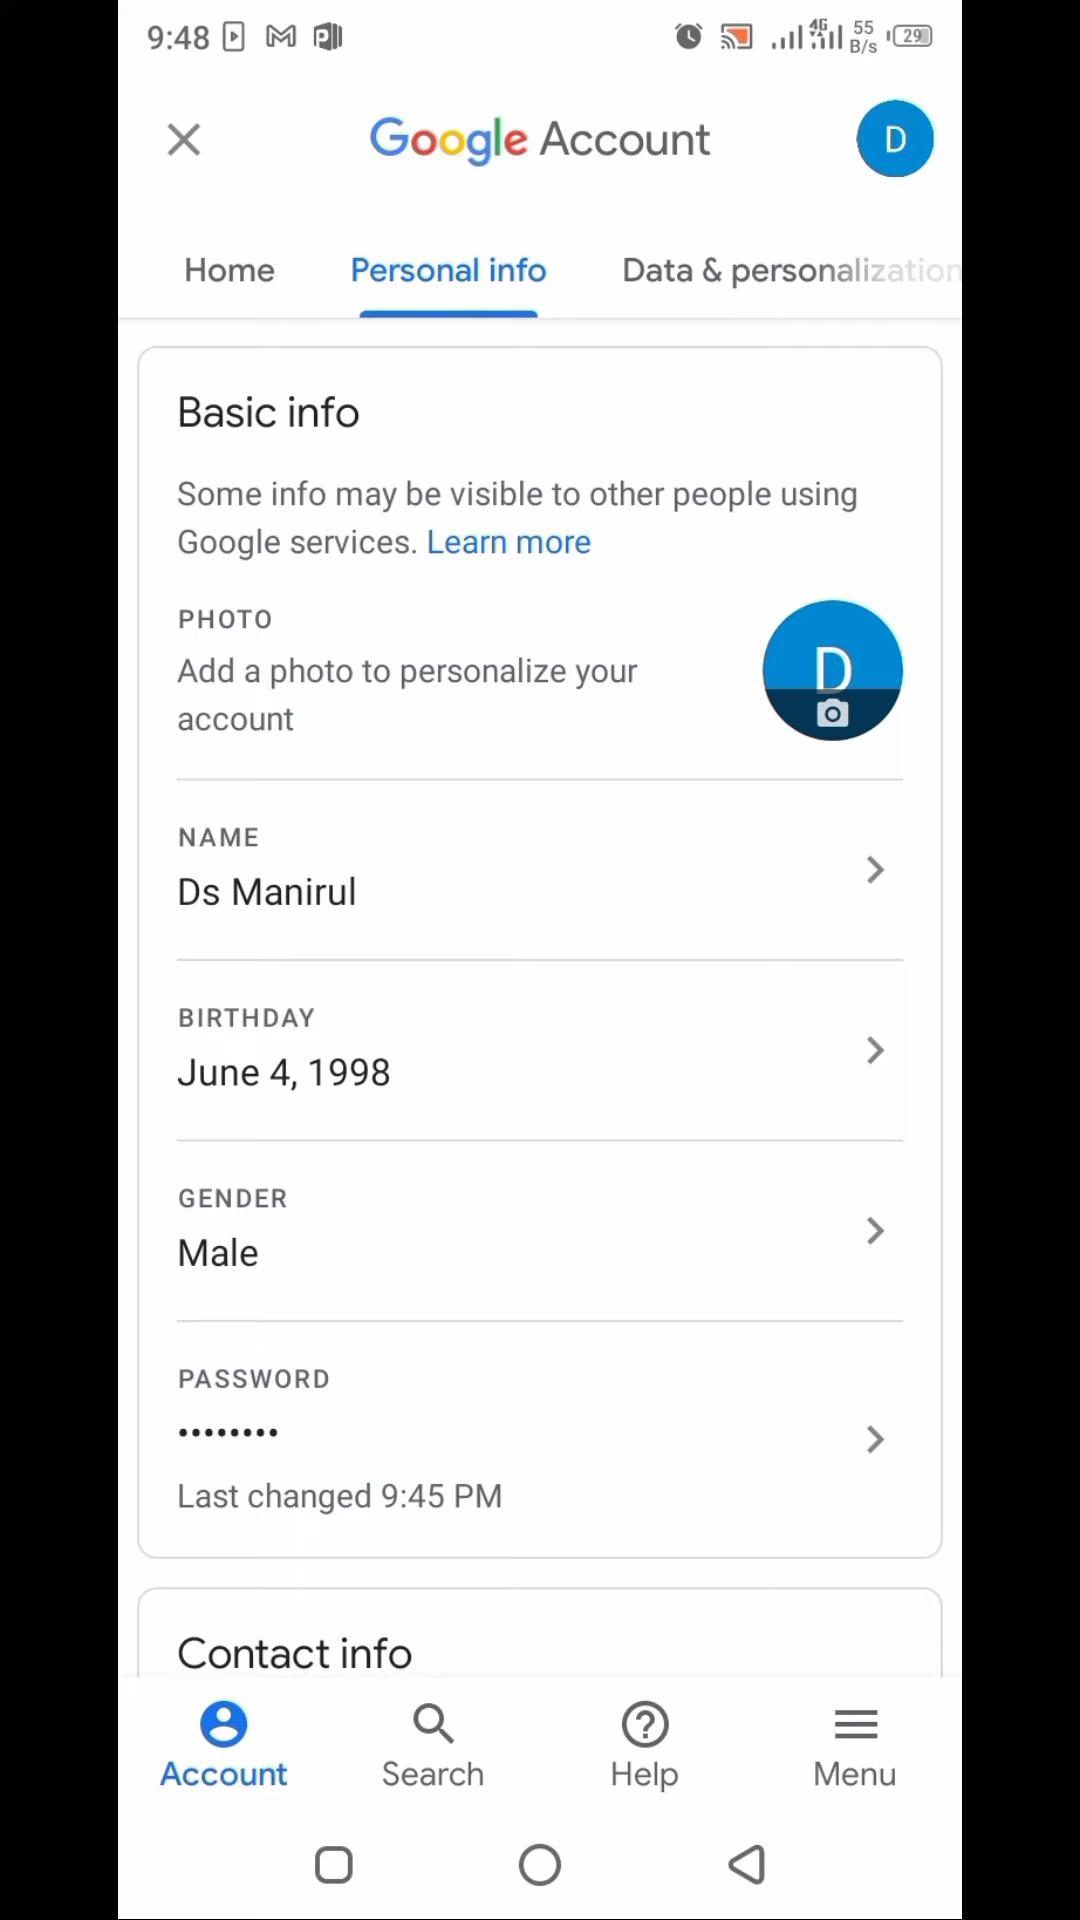 9:48 4G 55 B/s 29
Google Account D
Home Personal info Data & personalization
Basic info
Some info may be visible to other people using
Google services. Learn more
PHOTO
Add a photo to personalize your
account
D
NAME
Ds Manirul
BIRTHDAY
June 4, 1998
GENDER
Male
PASSWORD
••••••••
Last changed 9:45 PM
Contact info
Account Search Help Menu